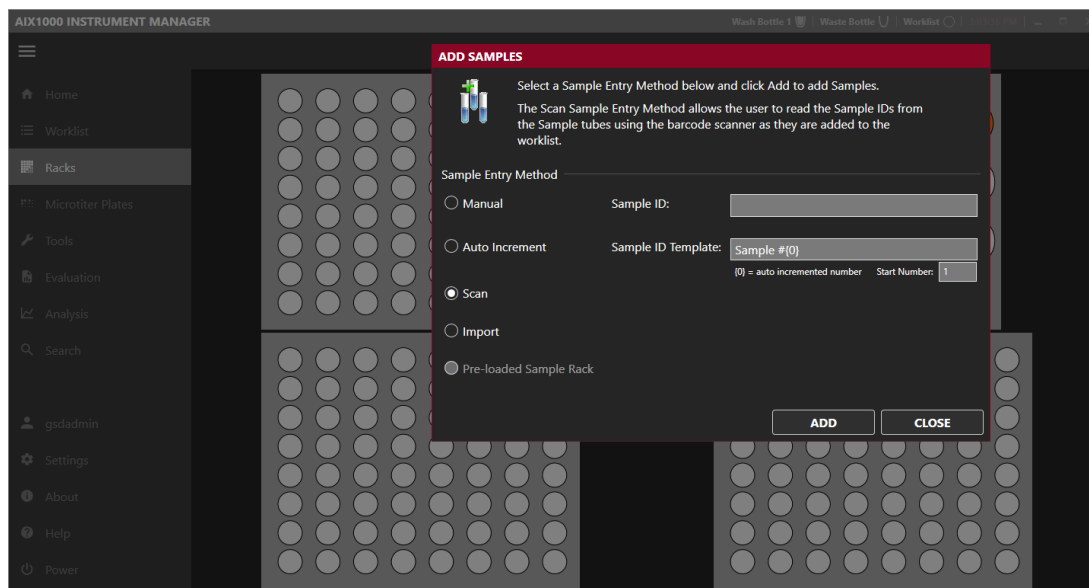 AIX1000 INSTRUMENT MANAGER
Wash Bottle 1 | Waste Bottle | Worklist
ADD SAMPLES
Select a Sample Entry Method below and click Add to add Samples.
The Scan Sample Entry Method allows the user to read the Sample IDs from
the Sample tubes using the barcode scanner as they are added to the
worklist.
Home
Worklist
Racks
Microtiter Plates
Tools
Evaluation
Analysis
Search
gsdadmin
Settings
About
Help
Power
Sample Entry Method
Manual
Sample ID:
Auto Increment
Sample ID Template:
Sample #{0}
{0} = auto incremented number
Start Number:
1
Scan
Import
Pre-loaded Sample Rack
ADD
CLOSE